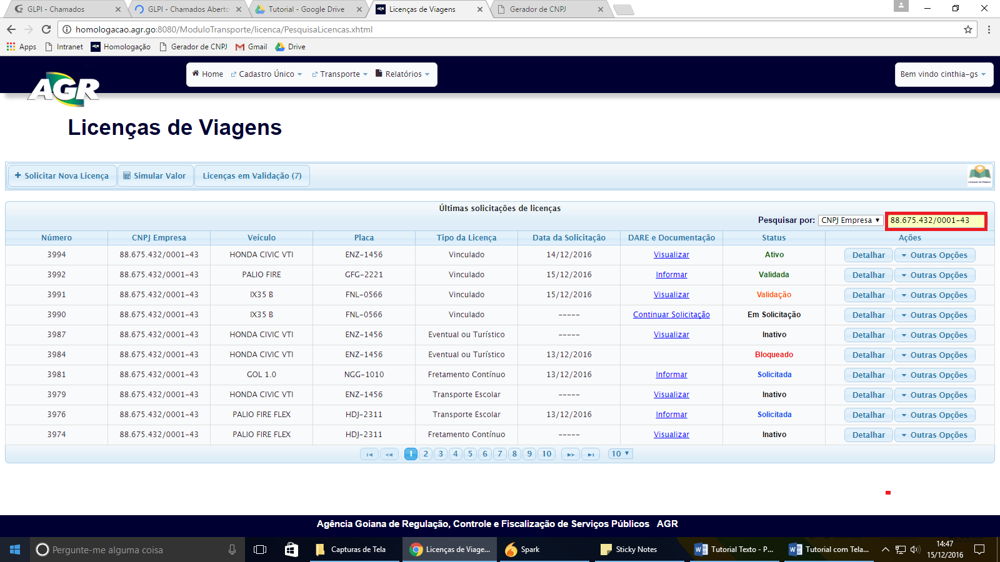 GLPI - Chamados
GLPI - Chamados Aberto
Tutorial - Google Drive
Licenças de Viagens
Gerador de CNPJ
homologacao.agr.go:8080/ModuloTransporte/licenca/PesquisaLicencas.xhtml
Apps Intranet Homologação Gerador de CNPJ Gmail Drive
AGR
Home Cadastro Único Transporte Relatórios
Bem vindo cinthia-gs
Licenças de Viagens
Solicitar Nova Licença Simular Valor Licenças em Validação (7)
Últimas solicitações de licenças
Pesquisar por: CNPJ Empresa 88.675.432/0001-43
Número CNPJ Empresa Veículo Placa Tipo da Licença Data da Solicitação DARE e Documentação Status Ações
3994 88.675.432/0001-43 HONDA CIVIC VTI ENZ-1456 Vinculado 14/12/2016 Visualizar Ativo Detalhar Outras Opções
3992 88.675.432/0001-43 PALIO FIRE GFG-2221 Vinculado 15/12/2016 Informar Validada Detalhar Outras Opções
3991 88.675.432/0001-43 IX35 B FNL-0566 Vinculado 15/12/2016 Visualizar Validação Detalhar Outras Opções
3990 88.675.432/0001-43 IX35 B FNL-0566 Vinculado ----- Continuar Solicitação Em Solicitação Detalhar Outras Opções
3987 88.675.432/0001-43 HONDA CIVIC VTI ENZ-1456 Eventual ou Turístico ----- Visualizar Inativo Detalhar Outras Opções
3984 88.675.432/0001-43 HONDA CIVIC VTI ENZ-1456 Eventual ou Turístico 13/12/2016 Bloqueado Detalhar Outras Opções
3981 88.675.432/0001-43 GOL 1.0 NGG-1010 Fretamento Contínuo 13/12/2016 Informar Solicitada Detalhar Outras Opções
3979 88.675.432/0001-43 HONDA CIVIC VTI ENZ-1456 Transporte Escolar ----- Visualizar Inativo Detalhar Outras Opções
3976 88.675.432/0001-43 PALIO FIRE FLEX HDJ-2311 Transporte Escolar 13/12/2016 Informar Solicitada Detalhar Outras Opções
3974 88.675.432/0001-43 PALIO FIRE FLEX HDJ-2311 Fretamento Contínuo ----- Visualizar Inativo Detalhar Outras Opções
1 2 3 4 5 6 7 8 9 10 10
Agência Goiana de Regulação, Controle e Fiscalização de Serviços Públicos AGR
Pergunte-me alguma coisa
Capturas de Tela
Licenças de Viage...
Spark
Sticky Notes
Tutorial Texto - P...
Tutorial com Tela...
14:47
15/12/2016